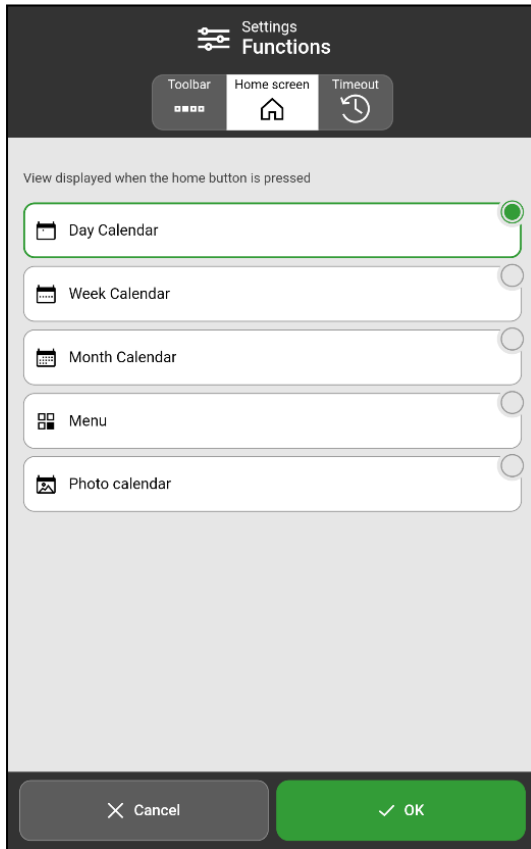 Settings
Functions
Toolbar
Home screen
Timeout
View displayed when the home button is pressed
Day Calendar
Week Calendar
Month Calendar
Menu
Photo calendar
Cancel
OK